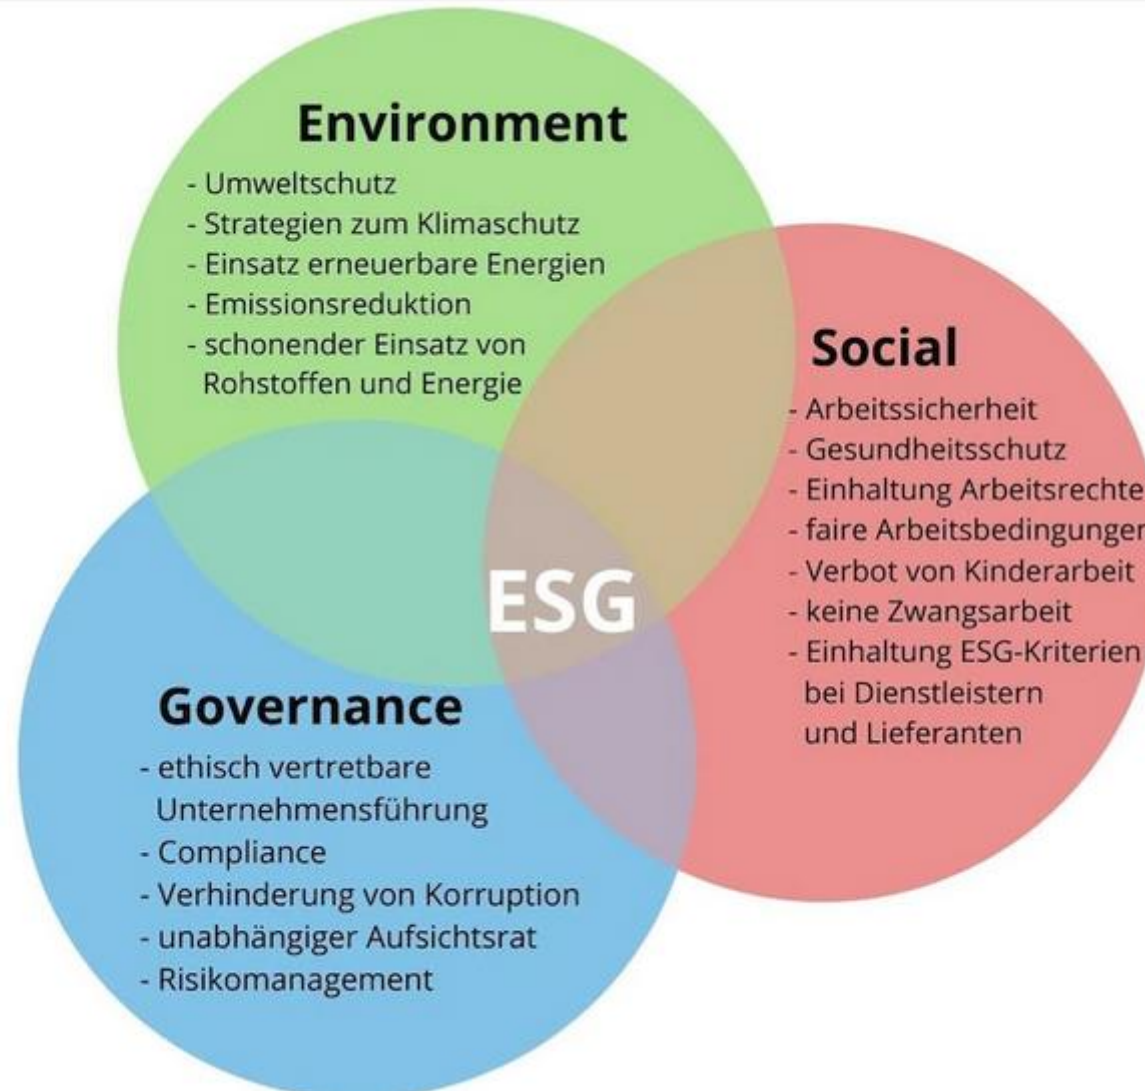 Environment
- Umweltschutz
- Strategien zum Klimaschutz
- Einsatz erneuerbare Energien
- Emissionsreduktion
- schonender Einsatz von
Rohstoffen und Energie
Social
- Arbeitssicherheit
- Gesundheitsschutz
- Einhaltung Arbeitsrechte
- faire Arbeitsbedingungen
- Verbot von Kinderarbeit
- keine Zwangsarbeit
- Einhaltung ESG-Kriterien
bei Dienstleistern
und Lieferanten
ESG
Governance
- ethisch vertretbare
Unternehmensführung
- Compliance
- Verhinderung von Korruption
- unabhängiger Aufsichtsrat
- Risikomanagement